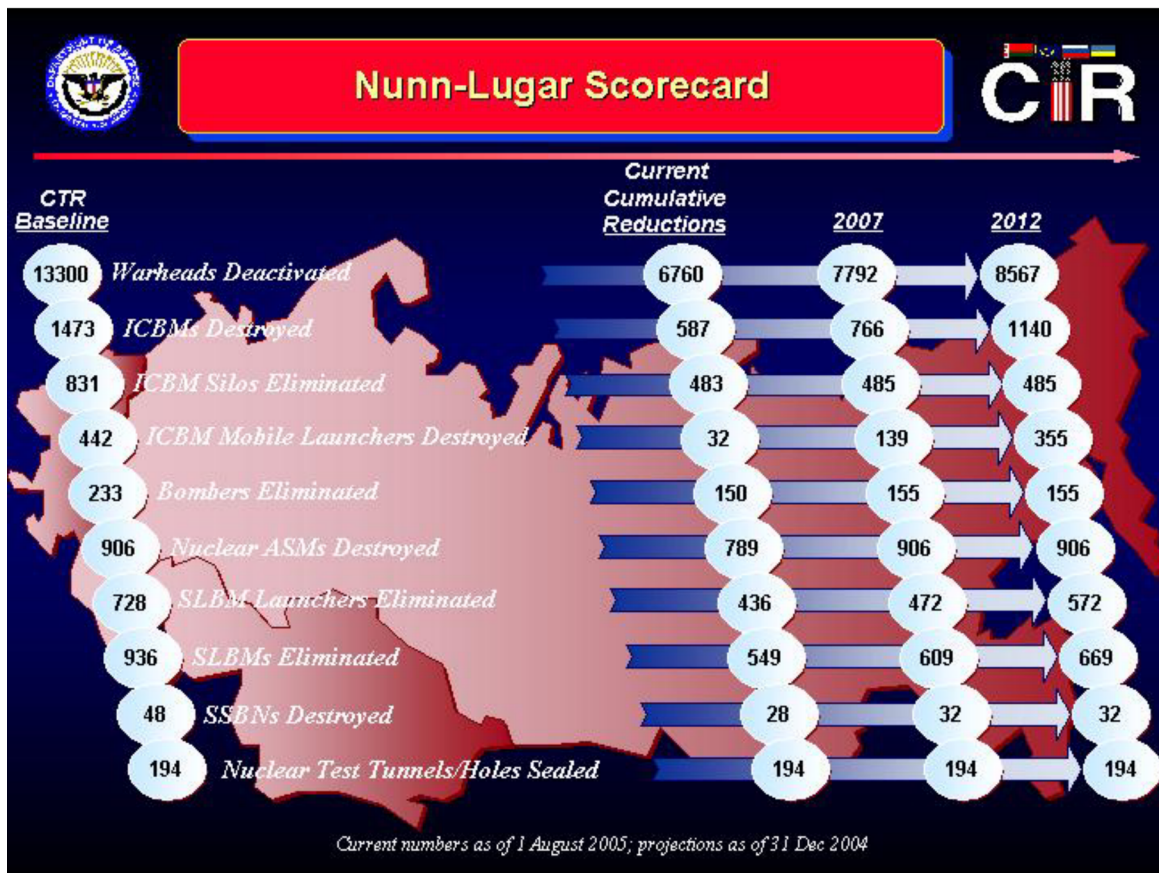 Nunn-Lugar Scorecard
CTR
CTR
Baseline
Current
Cumulative
Reductions
2007
2012
13300 Warheads Deactivated 6760 7792 8567
1473 ICBMs Destroyed 587 766 1140
831 ICBM Silos Eliminated 483 485 485
442 ICBM Mobile Launchers Destroyed 32 139 355
233 Bombers Eliminated 150 155 155
906 Nuclear ASMs Destroyed 789 906 906
728 SLBM Launchers Eliminated 436 472 572
936 SLBMs Eliminated 549 609 669
48 SSBNs Destroyed 28 32 32
194 Nuclear Test Tunnels/Holes Sealed 194 194 194
Current numbers as of 1 August 2005; projections as of 31 Dec 2004